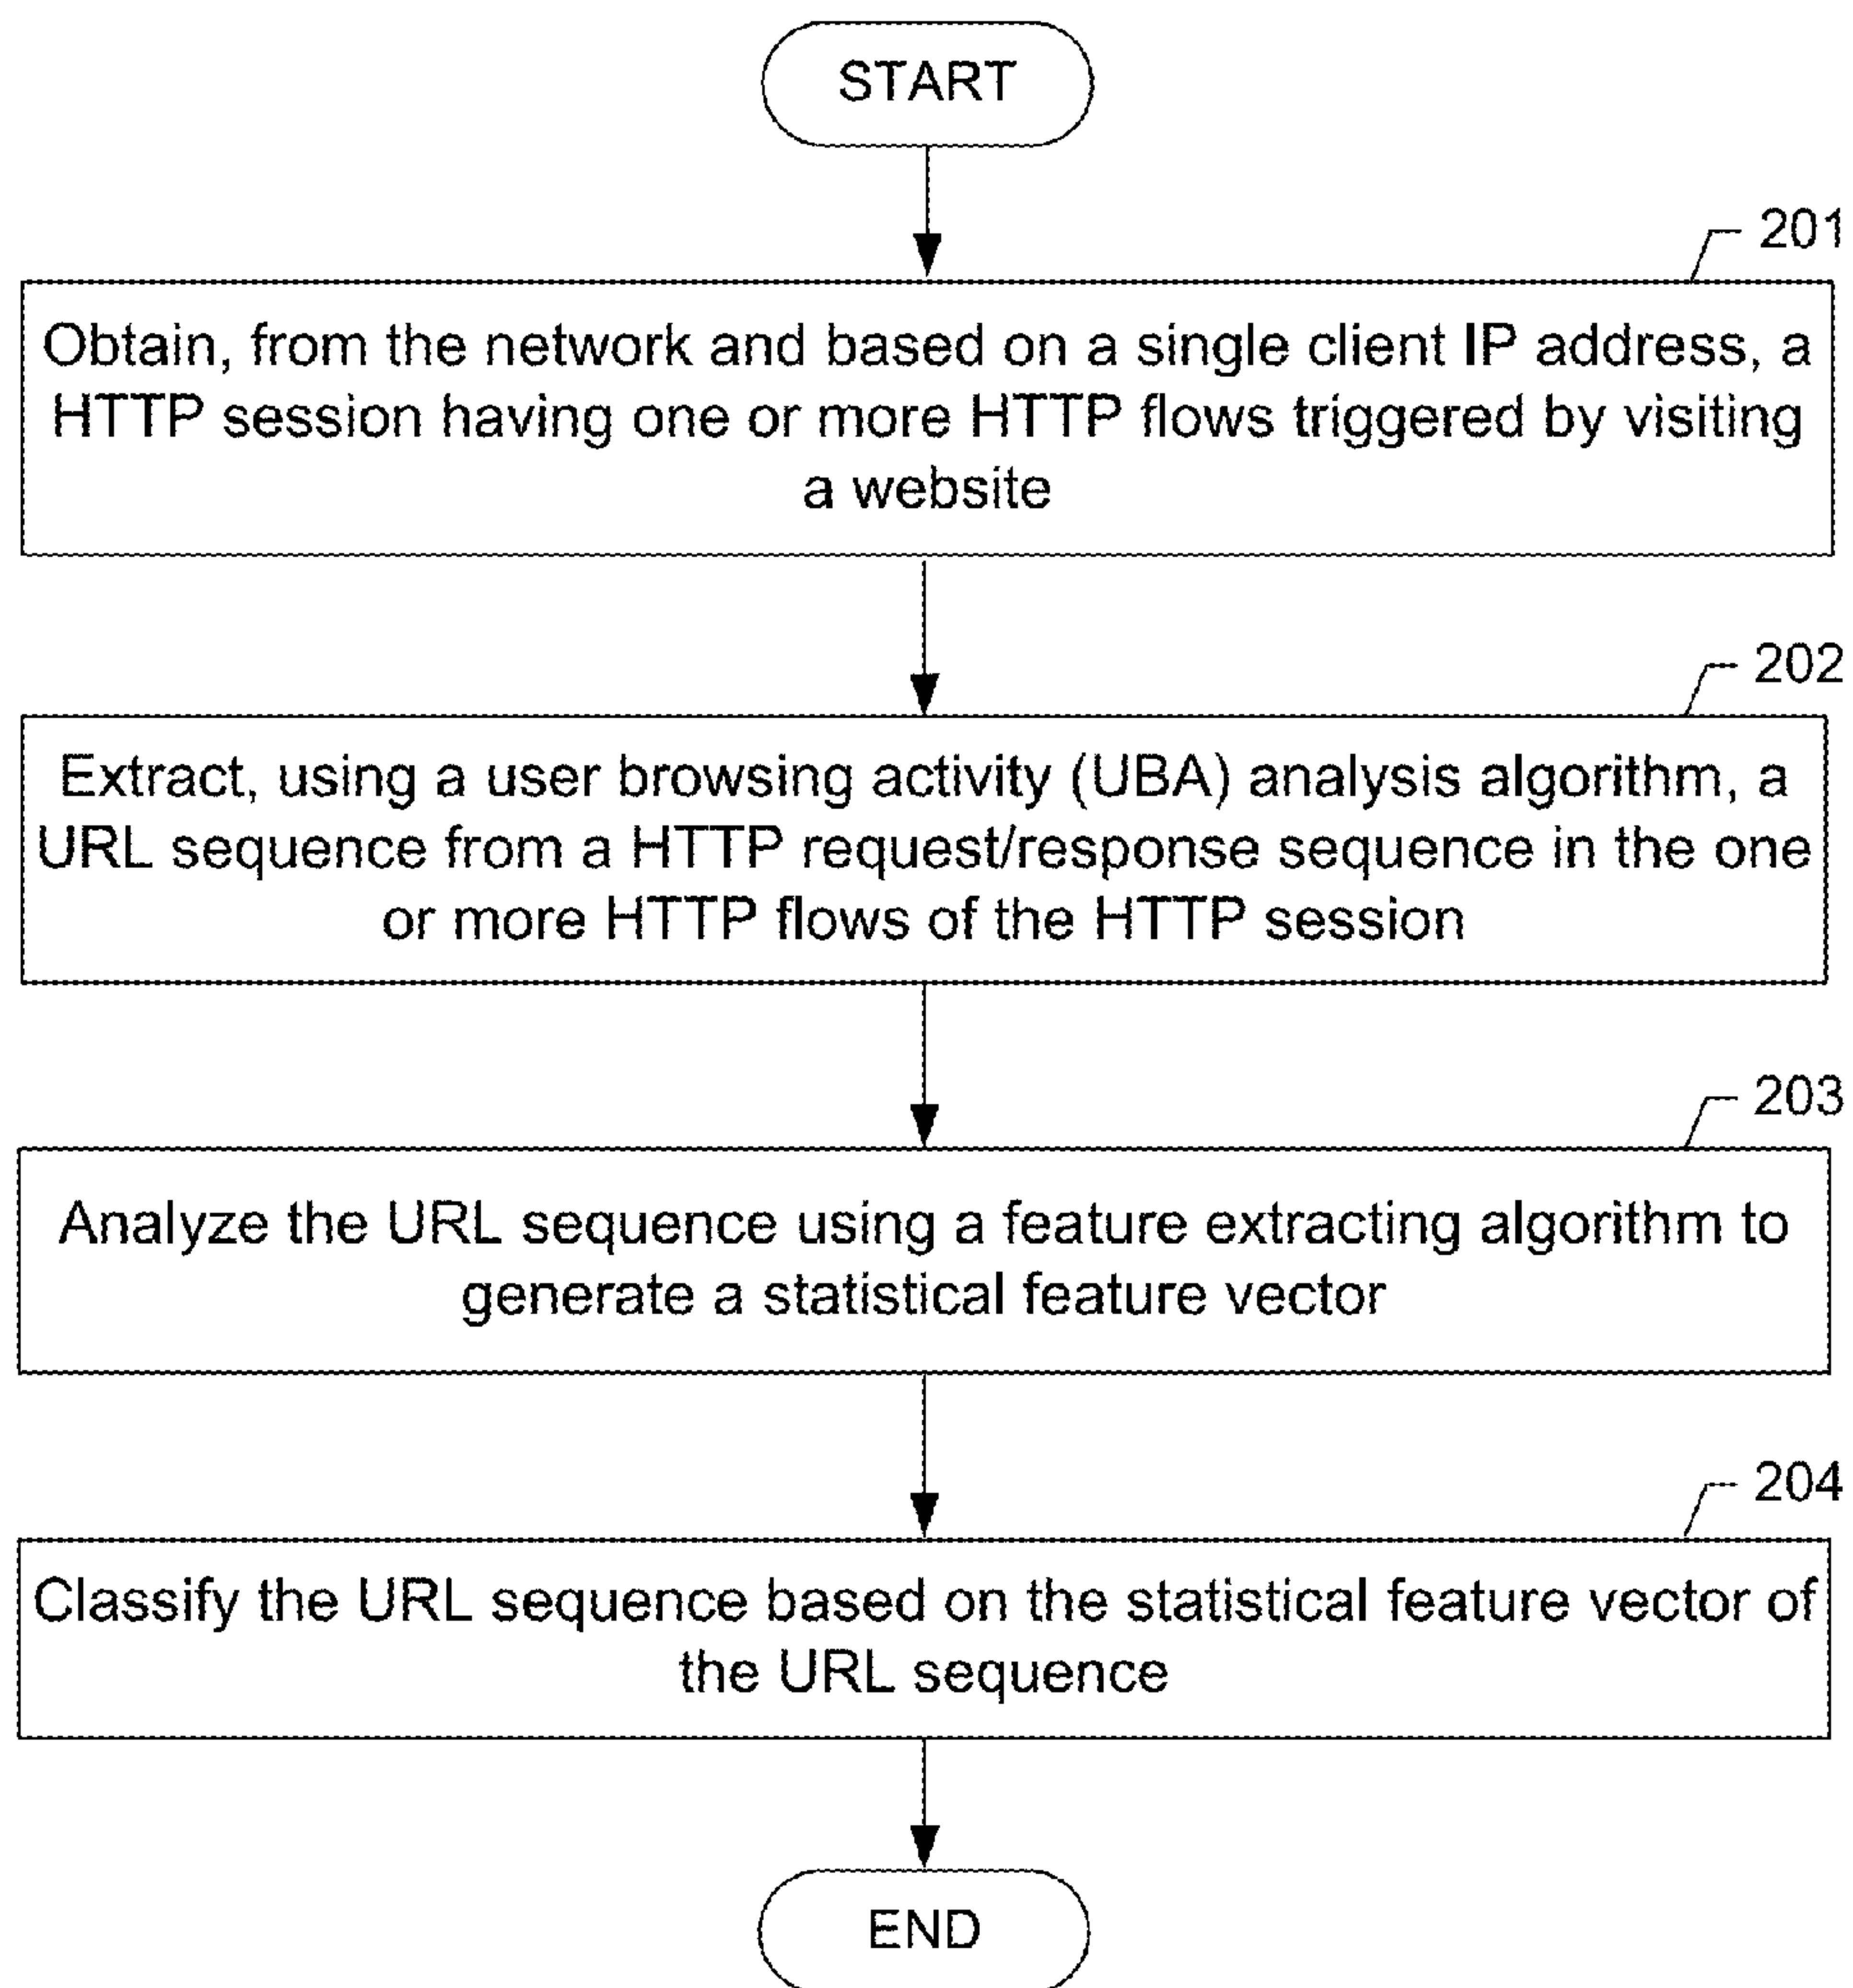 START
201
Obtain, from the network and based on a single client IP address, a
HTTP session having one or more HTTP flows triggered by visiting
a website
202
Extract, using a user browsing activity (UBA) analysis algorithm, a
URL sequence from a HTTP request/response sequence in the one
or more HTTP flows of the HTTP session
203
Analyze the URL sequence using a feature extracting algorithm to
generate a statistical feature vector
204
Classify the URL sequence based on the statistical feature vector of
the URL sequence
END